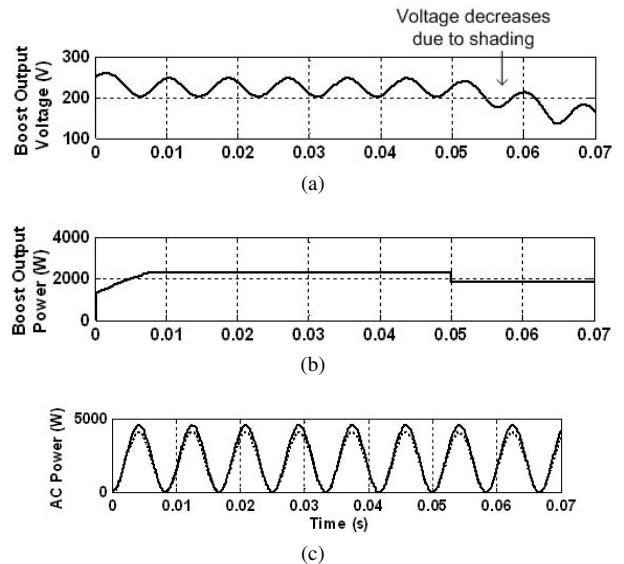 Voltage decreases
due to shading
Boost Output
Voltage (V)
300
200
100
0 0.01 0.02 0.03 0.04 0.05 0.06 0.07
(a)
Boost Output
Power (W)
4000
2000
0
0 0.01 0.02 0.03 0.04 0.05 0.06 0.07
(b)
AC Power (W)
5000
0
0 0.01 0.02 0.03 0.04 0.05 0.06 0.07
Time (s)
(c)